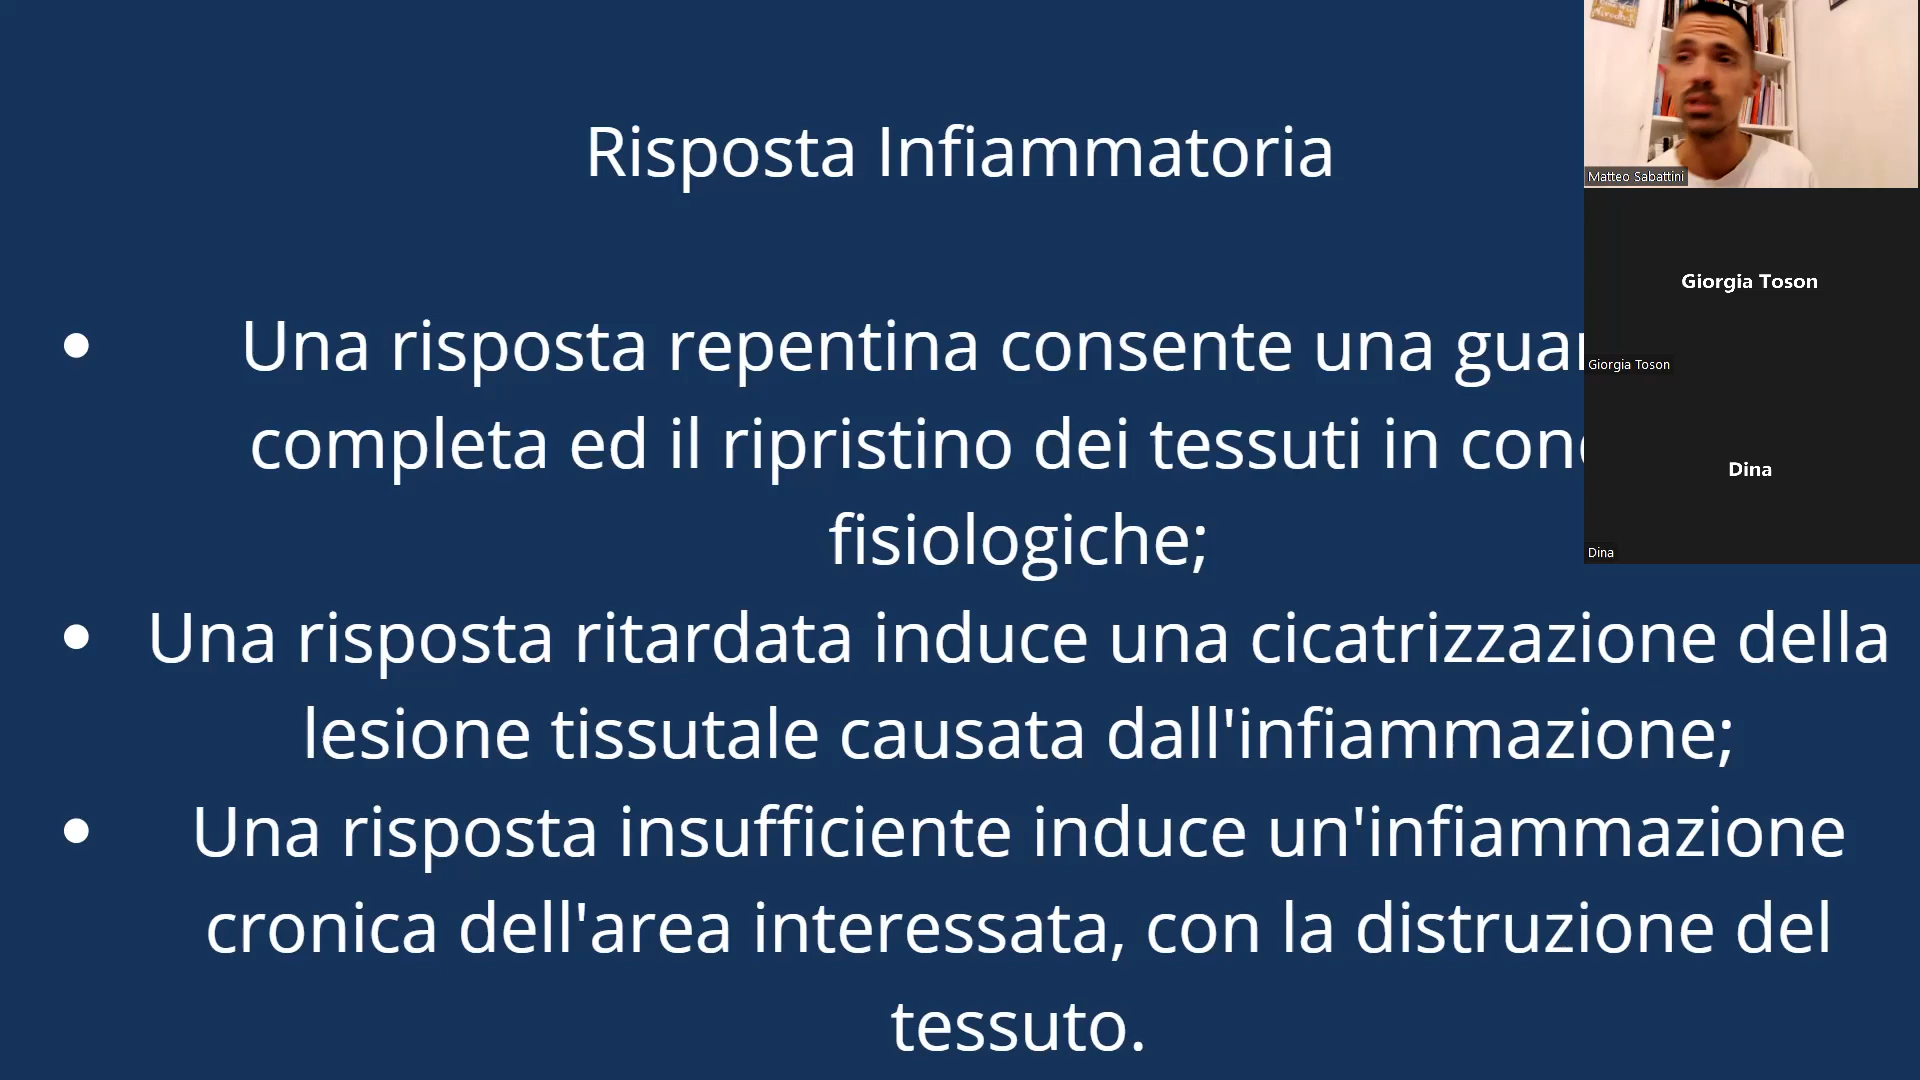 Risposta Infiammatoria
Una risposta repentina consente una
completa ed il ripristino dei tessuti in
fisiologiche;
Una risposta ritardata induce una cicatrizzazione della
lesione tissutale causata dall'infiammazione;
Una risposta insufficiente induce un'infiammazione
cronica dell'area interessata, con la distruzione del
tessuto.
Matteo Sabattini
Giorgia Toson
Giorgia Toson
Dina
Dina